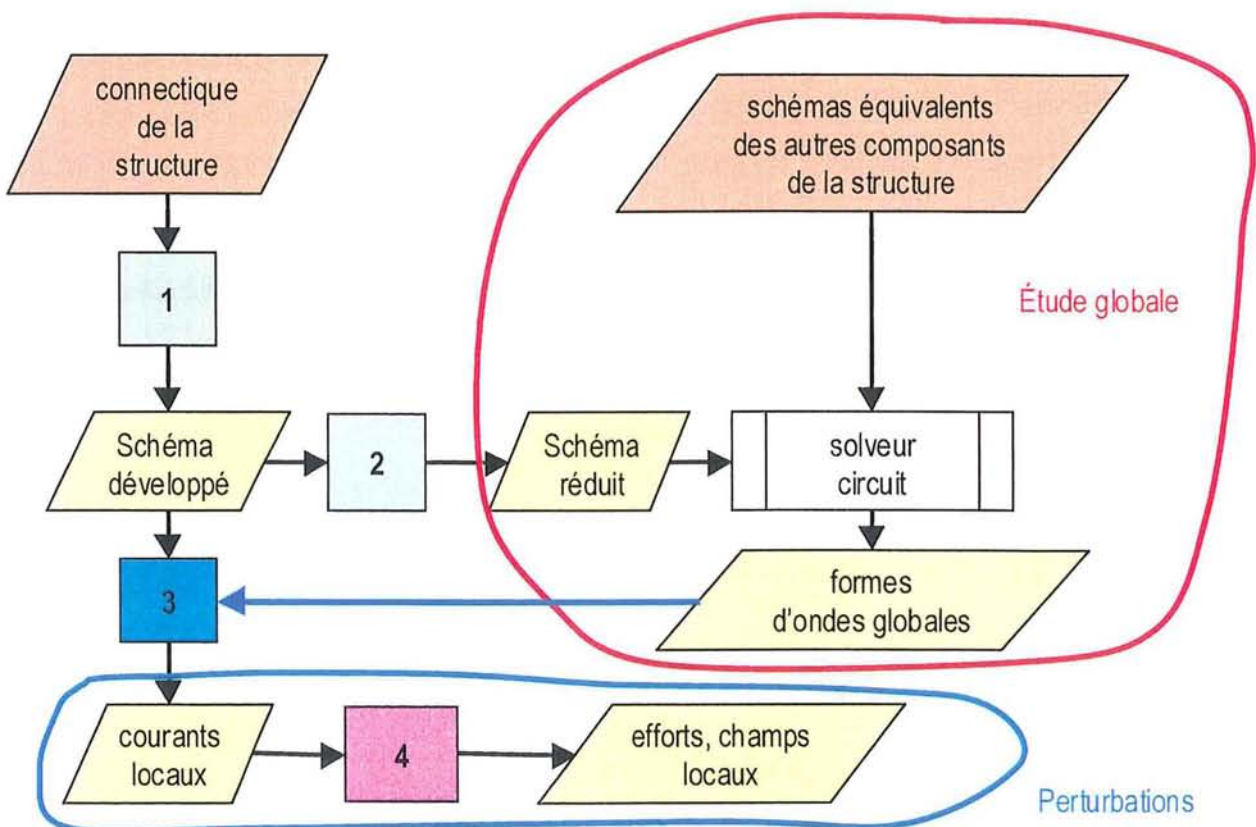 connectique
de la
structure
schémas équivalents
des autres composants
de la structure
1
Étude globale
Schéma
développé
2
Schéma
réduit
solveur
circuit
3
formes
d'ondes globales
courants
locaux
4
efforts, champs
locaux
Perturbations